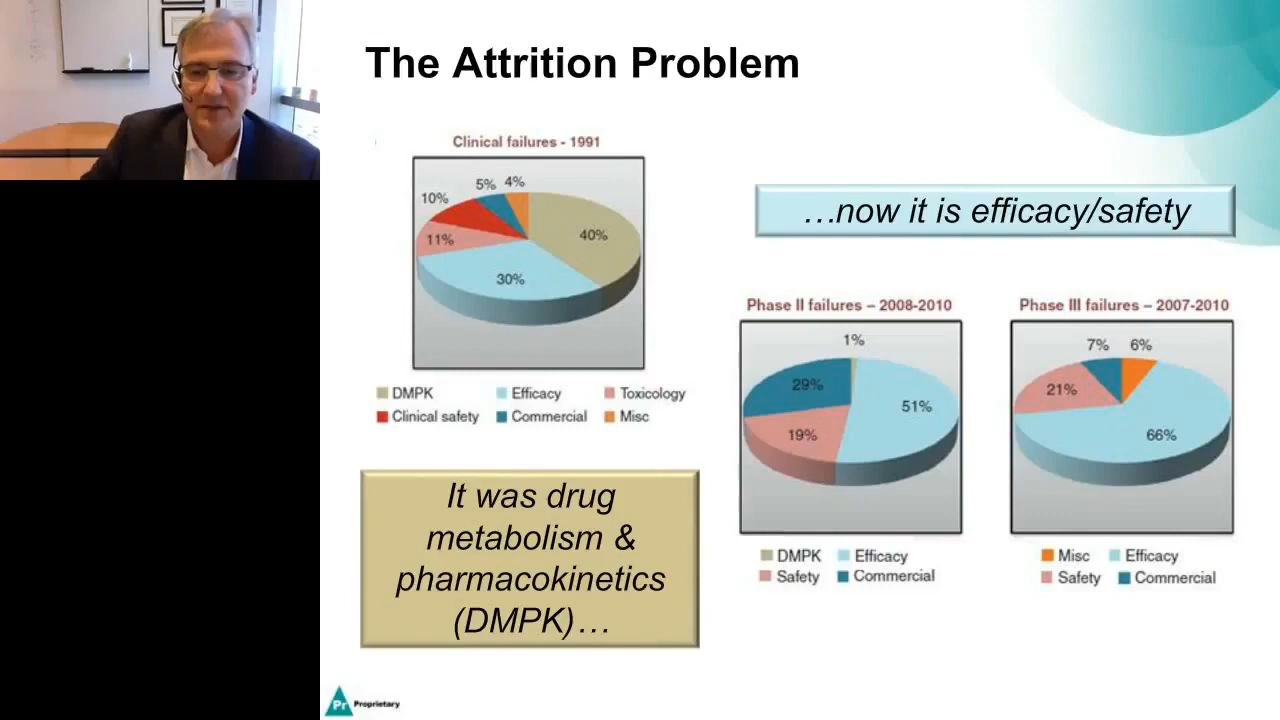 The Attrition Problem
Clinical failures - 1991
5% 4%
10%
11%
40%
30%
DMPK Efficacy Toxicology
Clinical safety Commercial Misc
It was drug
metabolism &
pharmacokinetics
(DMPK)…
…now it is efficacy/safety
Phase II failures – 2008-2010
1%
29%
51%
19%
DMPK Efficacy
Safety Commercial
Phase III failures – 2007-2010
7% 6%
21%
66%
Misc Efficacy
Safety Commercial
Pr Proprietary